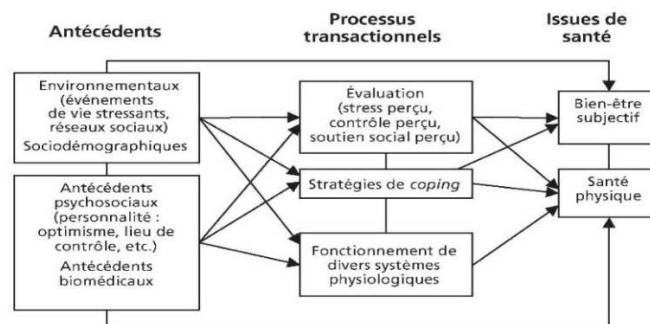 Antécédents
Processus
transactionnels
Issues de
santé
Environnementaux
(événements
de vie stressants,
réseaux sociaux)
Sociodémographiques
Antécédents
psychosociaux
(personnalité :
optimisme, lieu de
contrôle, etc.)
Antécédents
biomédicaux
Évaluation
(stress perçu,
contrôle perçu,
soutien social perçu)
Stratégies de coping
Fonctionnement de
divers systèmes
physiologiques
Bien-être
subjectif
Santé
physique